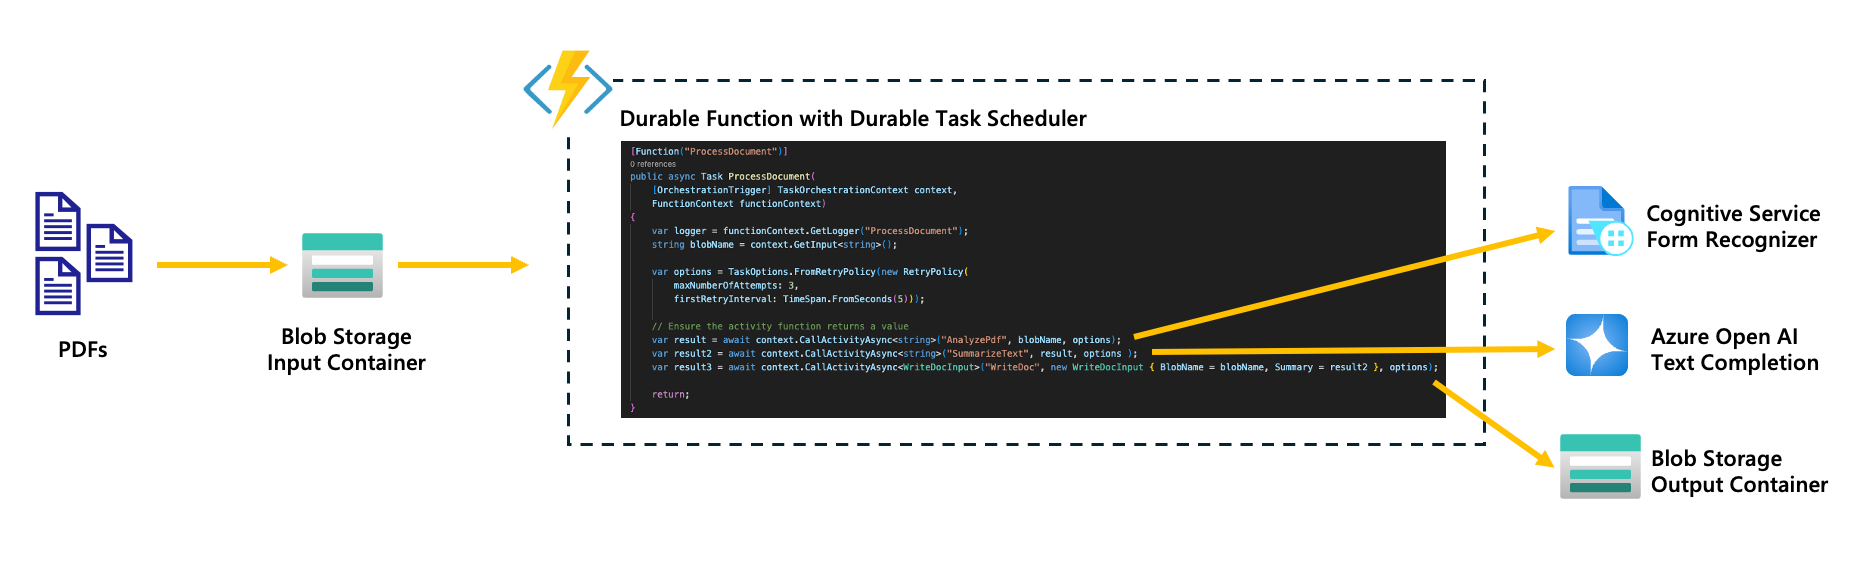 PDFs
Blob Storage
Input Container
Durable Function with Durable Task Scheduler
[Function("ProcessDocument")]
0 references
public async Task ProcessDocument(
[OrchestrationTrigger] TaskOrchestrationContext context,
FunctionContext functionContext)
{
var logger = functionContext.GetLogger("ProcessDocument");
string blobName = context.GetInput<string>();
var options = TaskOptions.FromRetryPolicy(new RetryPolicy(
maxNumberOfAttempts: 3,
firstRetryInterval: TimeSpan.FromSeconds(5)));
// Ensure the activity function returns a value
var result = await context.CallActivityAsync<string>("AnalyzePdf", blobName, options);
var result2 = await context.CallActivityAsync<string>("SummarizeText", result, options );
var result3 = await context.CallActivityAsync<WriteDocInput>("WriteDoc", new WriteDocInput { BlobName = blobName, Summary = result2 }, options);
return;
}
Cognitive Service
Form Recognizer
Azure Open AI
Text Completion
Blob Storage
Output Container